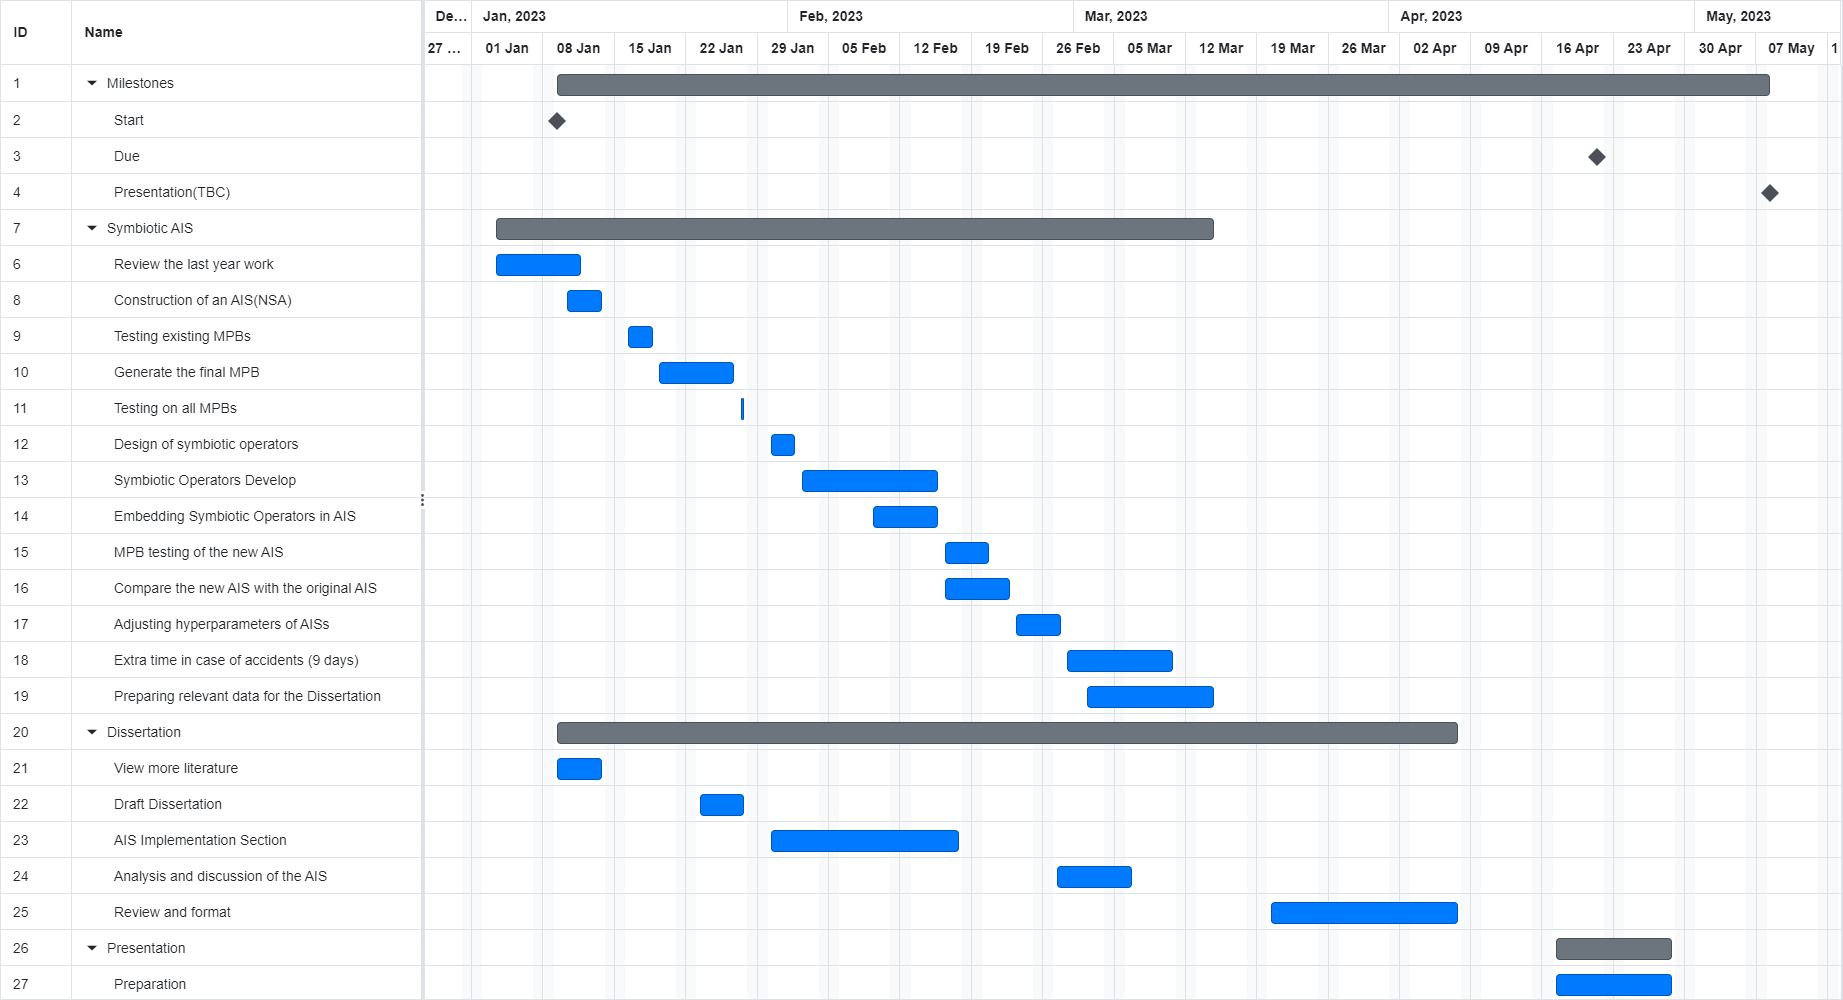 De... Jan, 2023 Feb, 2023 Mar, 2023 Apr, 2023 May, 2023
ID Name
27 ... 01 Jan 08 Jan 15 Jan 22 Jan 29 Jan 05 Feb 12 Feb 19 Feb 26 Feb 05 Mar 12 Mar 19 Mar 26 Mar 02 Apr 09 Apr 16 Apr 23 Apr 30 Apr 07 May 1
1 Milestones
2 Start
3 Due
4 Presentation(TBC)
7 Symbiotic AIS
6 Review the last year work
8 Construction of an AIS(NSA)
9 Testing existing MPBs
10 Generate the final MPB
11 Testing on all MPBs
12 Design of symbiotic operators
13 Symbiotic Operators Develop
14 Embedding Symbiotic Operators in AIS
15 MPB testing of the new AIS
16 Compare the new AIS with the original AIS
17 Adjusting hyperparameters of AISs
18 Extra time in case of accidents (9 days)
19 Preparing relevant data for the Dissertation
20 Dissertation
21 View more literature
22 Draft Dissertation
23 AIS Implementation Section
24 Analysis and discussion of the AIS
25 Review and format
26 Presentation
27 Preparation